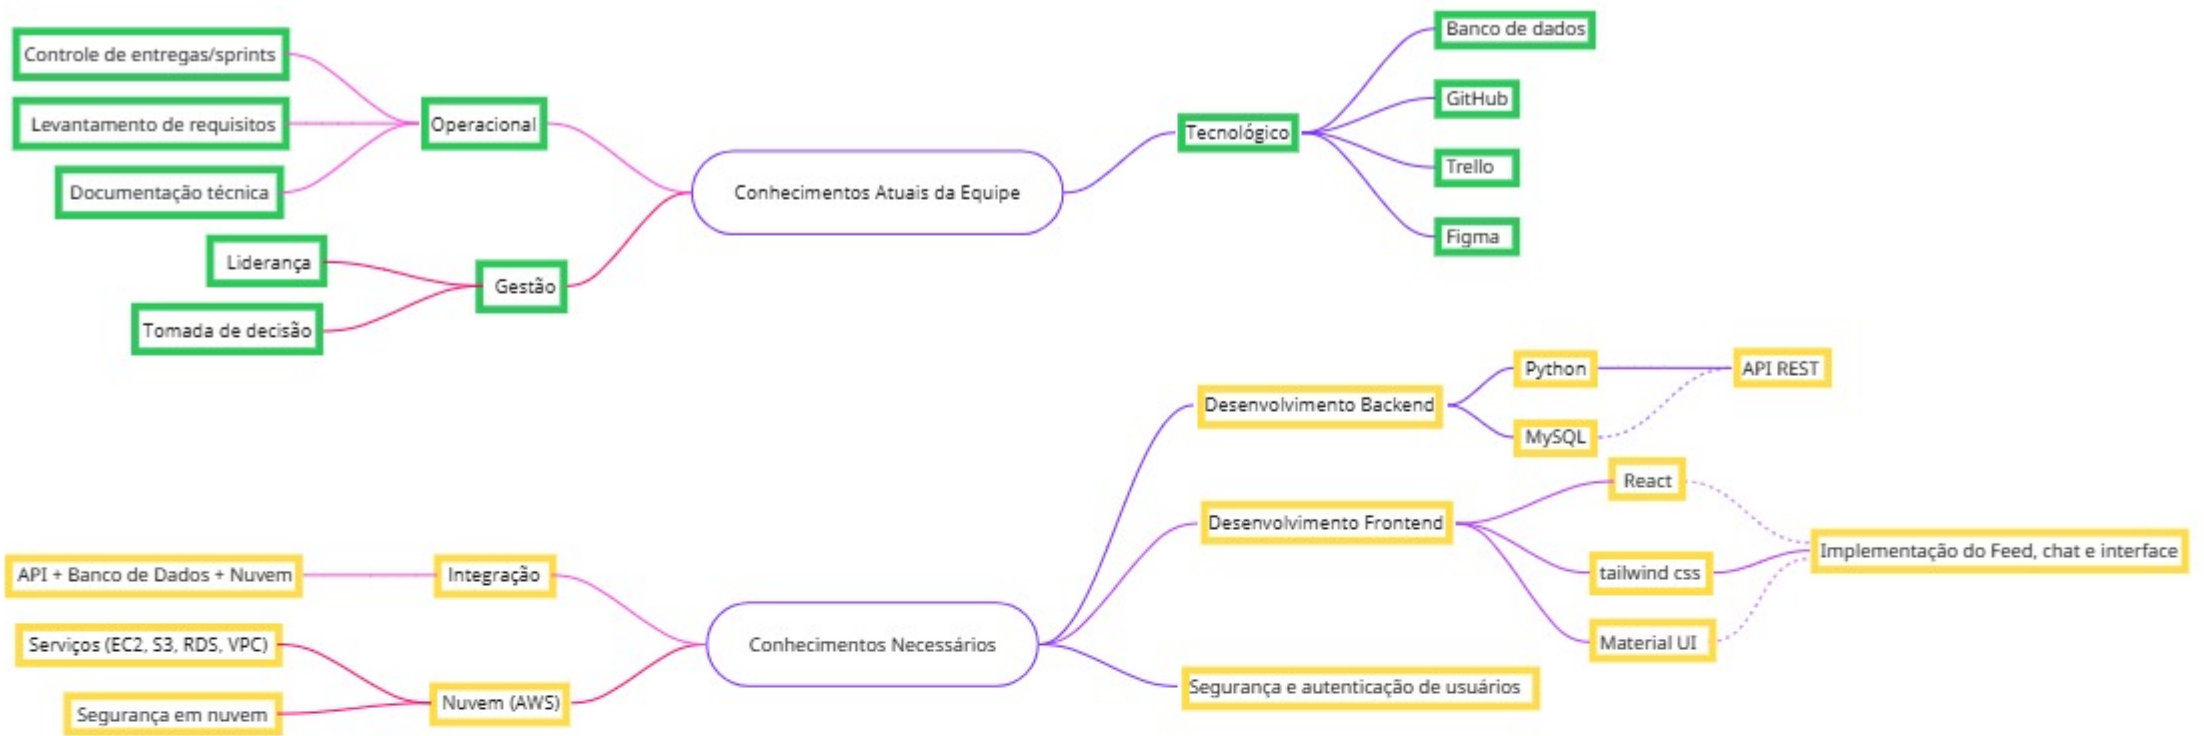 Controle de entregas/sprints
Levantamento de requisitos
Documentação técnica
Operacional
Liderança
Tomada de decisão
Gestão
Conhecimentos Atuais da Equipe
Tecnológico
Banco de dados
GitHub
Trello
Figma
API + Banco de Dados + Nuvem
Integração
Serviços (EC2, S3, RDS, VPC)
Segurança em nuvem
Nuvem (AWS)
Conhecimentos Necessários
Desenvolvimento Backend
Python
MySQL
API REST
Desenvolvimento Frontend
React
tailwind css
Material UI
Implementação do Feed, chat e interface
Segurança e autenticação de usuários